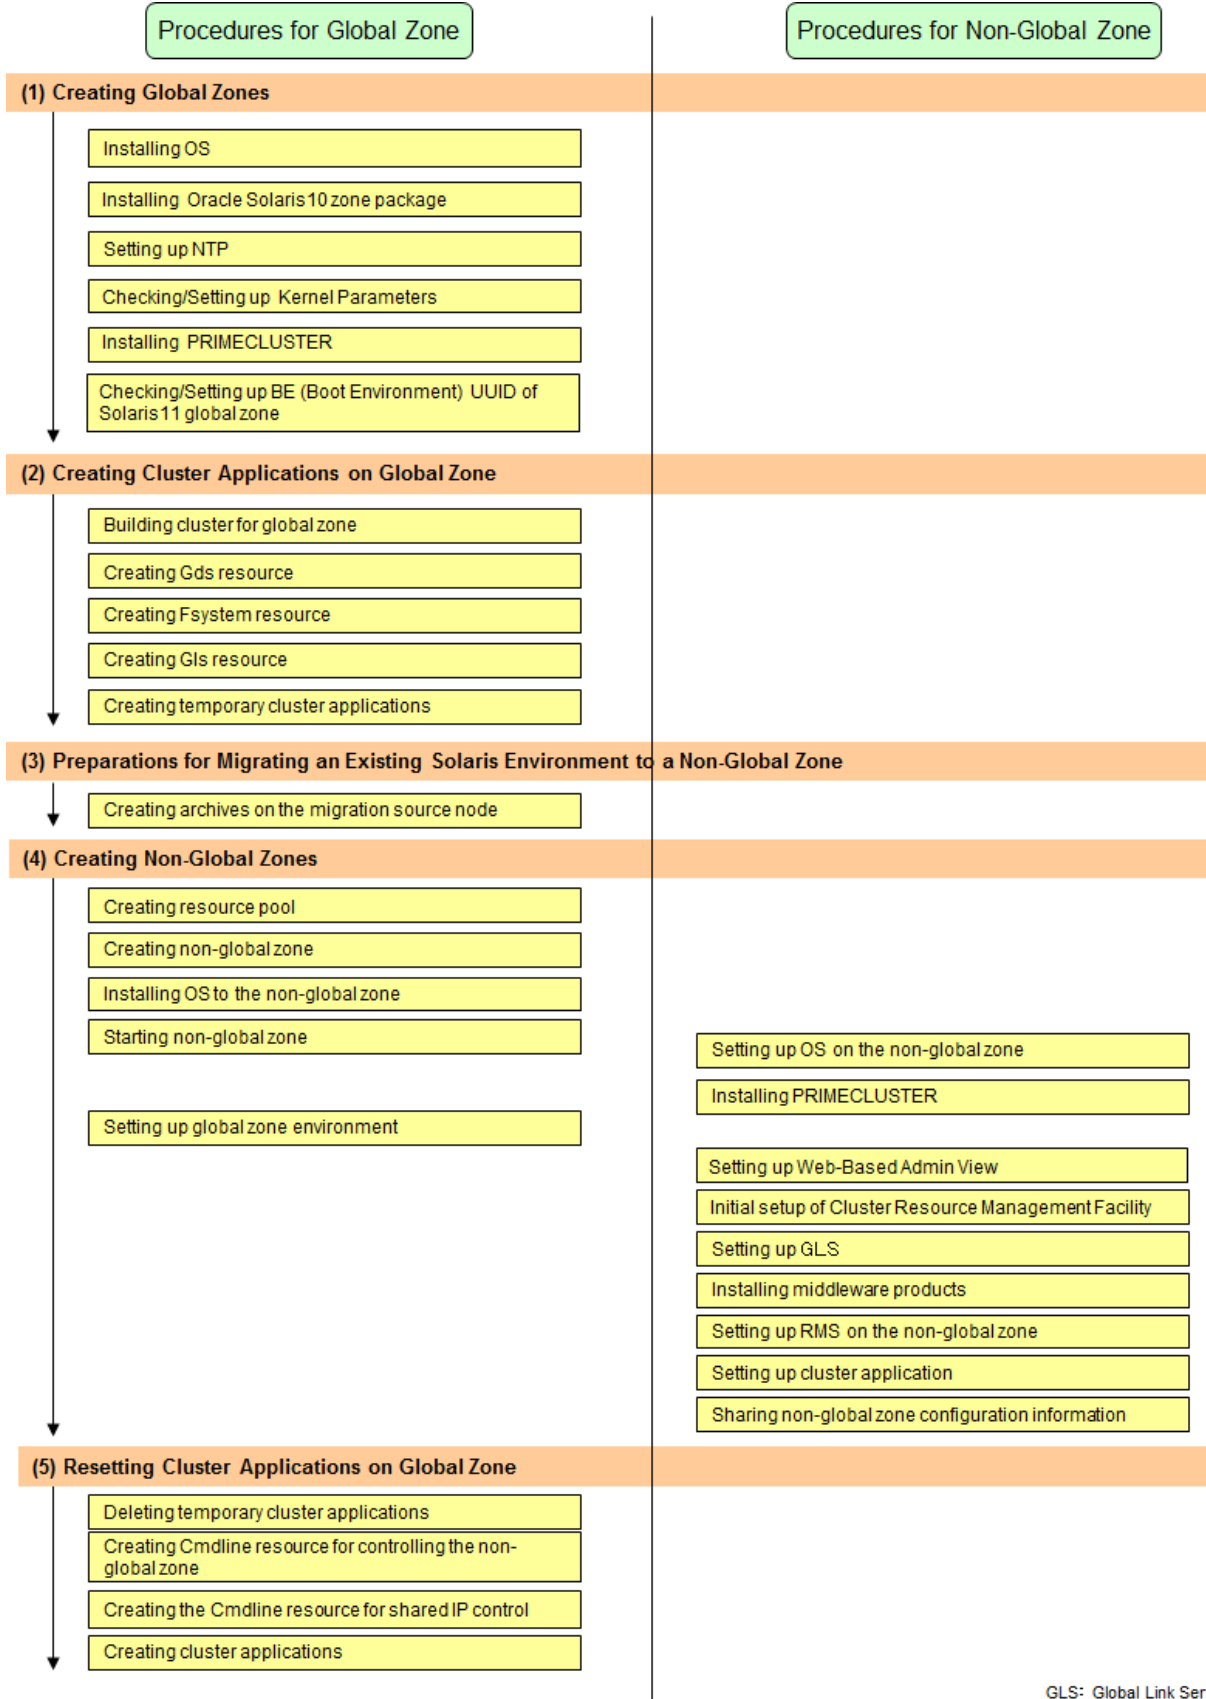 Procedures for Global Zone
Procedures for Non-Global Zone
(1) Creating Global Zones
Installing OS
Installing Oracle Solaris10 zone package
Setting up NTP
Checking/Setting up Kernel Parameters
Installing PRIMECLUSTER
Checking/Setting up BE (Boot Environment) UUID of
Solaris11 global zone
(2) Creating Cluster Applications on Global Zone
Building cluster for global zone
Creating Gds resource
Creating Fsystem resource
Creating Gls resource
Creating temporary cluster applications
(3) Preparations for Migrating an Existing Solaris Environment to a Non-Global Zone
Creating archives on the migration source node
(4) Creating Non-Global Zones
Creating resource pool
Creating non-global zone
Installing OS to the non-global zone
Starting non-global zone
Setting up OS on the non-global zone
Installing PRIMECLUSTER
Setting up global zone environment
Setting up Web-Based Admin View
Initial setup of Cluster Resource Management Facility
Setting up GLS
Installing middleware products
Setting up RMS on the non-global zone
Setting up cluster application
Sharing non-global zone configuration information
(5) Resetting Cluster Applications on Global Zone
Deleting temporary cluster applications
Creating Cmdline resource for controlling the non-
global zone
Creating the Cmdline resource for shared IP control
Creating cluster applications
GLS: Global Link Ser